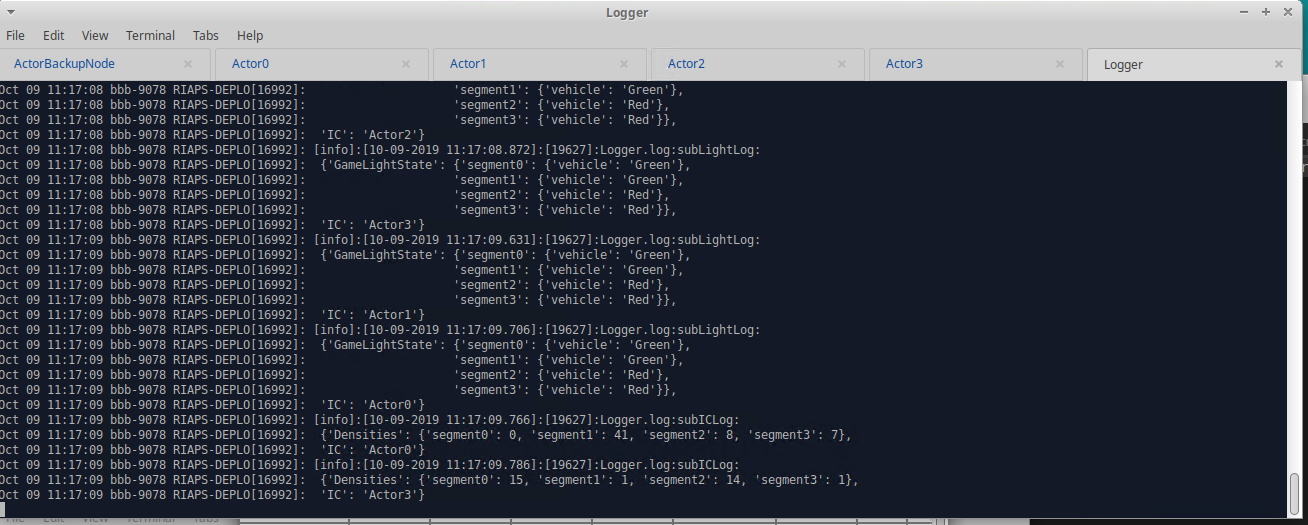 Logger
File Edit View Terminal Tabs Help
ActorBackupNode Actor0 Actor1 Actor2 Actor3 Logger
Oct 09 11:17:08 bbb-9078 RIAPS-DEPLO[16992]: 'segment1': {'vehicle': 'Green'},
Oct 09 11:17:08 bbb-9078 RIAPS-DEPLO[16992]: 'segment2': {'vehicle': 'Red'},
Oct 09 11:17:08 bbb-9078 RIAPS-DEPLO[16992]: 'segment3': {'vehicle': 'Red'}},
Oct 09 11:17:08 bbb-9078 RIAPS-DEPLO[16992]: 'IC': 'Actor2'}
Oct 09 11:17:08 bbb-9078 RIAPS-DEPLO[16992]: [info]:[10-09-2019 11:17:08.872]:[19627]:Logger.log:subLightLog:
Oct 09 11:17:08 bbb-9078 RIAPS-DEPLO[16992]: {'GameLightState': {'segment0': {'vehicle': 'Green'},
Oct 09 11:17:08 bbb-9078 RIAPS-DEPLO[16992]: 'segment1': {'vehicle': 'Green'},
Oct 09 11:17:08 bbb-9078 RIAPS-DEPLO[16992]: 'segment2': {'vehicle': 'Red'},
Oct 09 11:17:08 bbb-9078 RIAPS-DEPLO[16992]: 'segment3': {'vehicle': 'Red'}},
Oct 09 11:17:08 bbb-9078 RIAPS-DEPLO[16992]: 'IC': 'Actor3'}
Oct 09 11:17:09 bbb-9078 RIAPS-DEPLO[16992]: [info]:[10-09-2019 11:17:09.631]:[19627]:Logger.log:subLightLog:
Oct 09 11:17:09 bbb-9078 RIAPS-DEPLO[16992]: {'GameLightState': {'segment0': {'vehicle': 'Green'},
Oct 09 11:17:09 bbb-9078 RIAPS-DEPLO[16992]: 'segment1': {'vehicle': 'Green'},
Oct 09 11:17:09 bbb-9078 RIAPS-DEPLO[16992]: 'segment2': {'vehicle': 'Red'},
Oct 09 11:17:09 bbb-9078 RIAPS-DEPLO[16992]: 'segment3': {'vehicle': 'Red'}},
Oct 09 11:17:09 bbb-9078 RIAPS-DEPLO[16992]: 'IC': 'Actor1'}
Oct 09 11:17:09 bbb-9078 RIAPS-DEPLO[16992]: [info]:[10-09-2019 11:17:09.706]:[19627]:Logger.log:subLightLog:
Oct 09 11:17:09 bbb-9078 RIAPS-DEPLO[16992]: {'GameLightState': {'segment0': {'vehicle': 'Green'},
Oct 09 11:17:09 bbb-9078 RIAPS-DEPLO[16992]: 'segment1': {'vehicle': 'Green'},
Oct 09 11:17:09 bbb-9078 RIAPS-DEPLO[16992]: 'segment2': {'vehicle': 'Red'},
Oct 09 11:17:09 bbb-9078 RIAPS-DEPLO[16992]: 'segment3': {'vehicle': 'Red'}},
Oct 09 11:17:09 bbb-9078 RIAPS-DEPLO[16992]: 'IC': 'Actor0'}
Oct 09 11:17:09 bbb-9078 RIAPS-DEPLO[16992]: [info]:[10-09-2019 11:17:09.766]:[19627]:Logger.log:subICLog:
Oct 09 11:17:09 bbb-9078 RIAPS-DEPLO[16992]: {'Densities': {'segment0': 0, 'segment1': 41, 'segment2': 8, 'segment3': 7},
Oct 09 11:17:09 bbb-9078 RIAPS-DEPLO[16992]: 'IC': 'Actor0'}
Oct 09 11:17:09 bbb-9078 RIAPS-DEPLO[16992]: [info]:[10-09-2019 11:17:09.786]:[19627]:Logger.log:subICLog:
Oct 09 11:17:09 bbb-9078 RIAPS-DEPLO[16992]: {'Densities': {'segment0': 15, 'segment1': 1, 'segment2': 14, 'segment3': 1},
Oct 09 11:17:09 bbb-9078 RIAPS-DEPLO[16992]: 'IC': 'Actor3'}
File Edit View Terminal Tabs